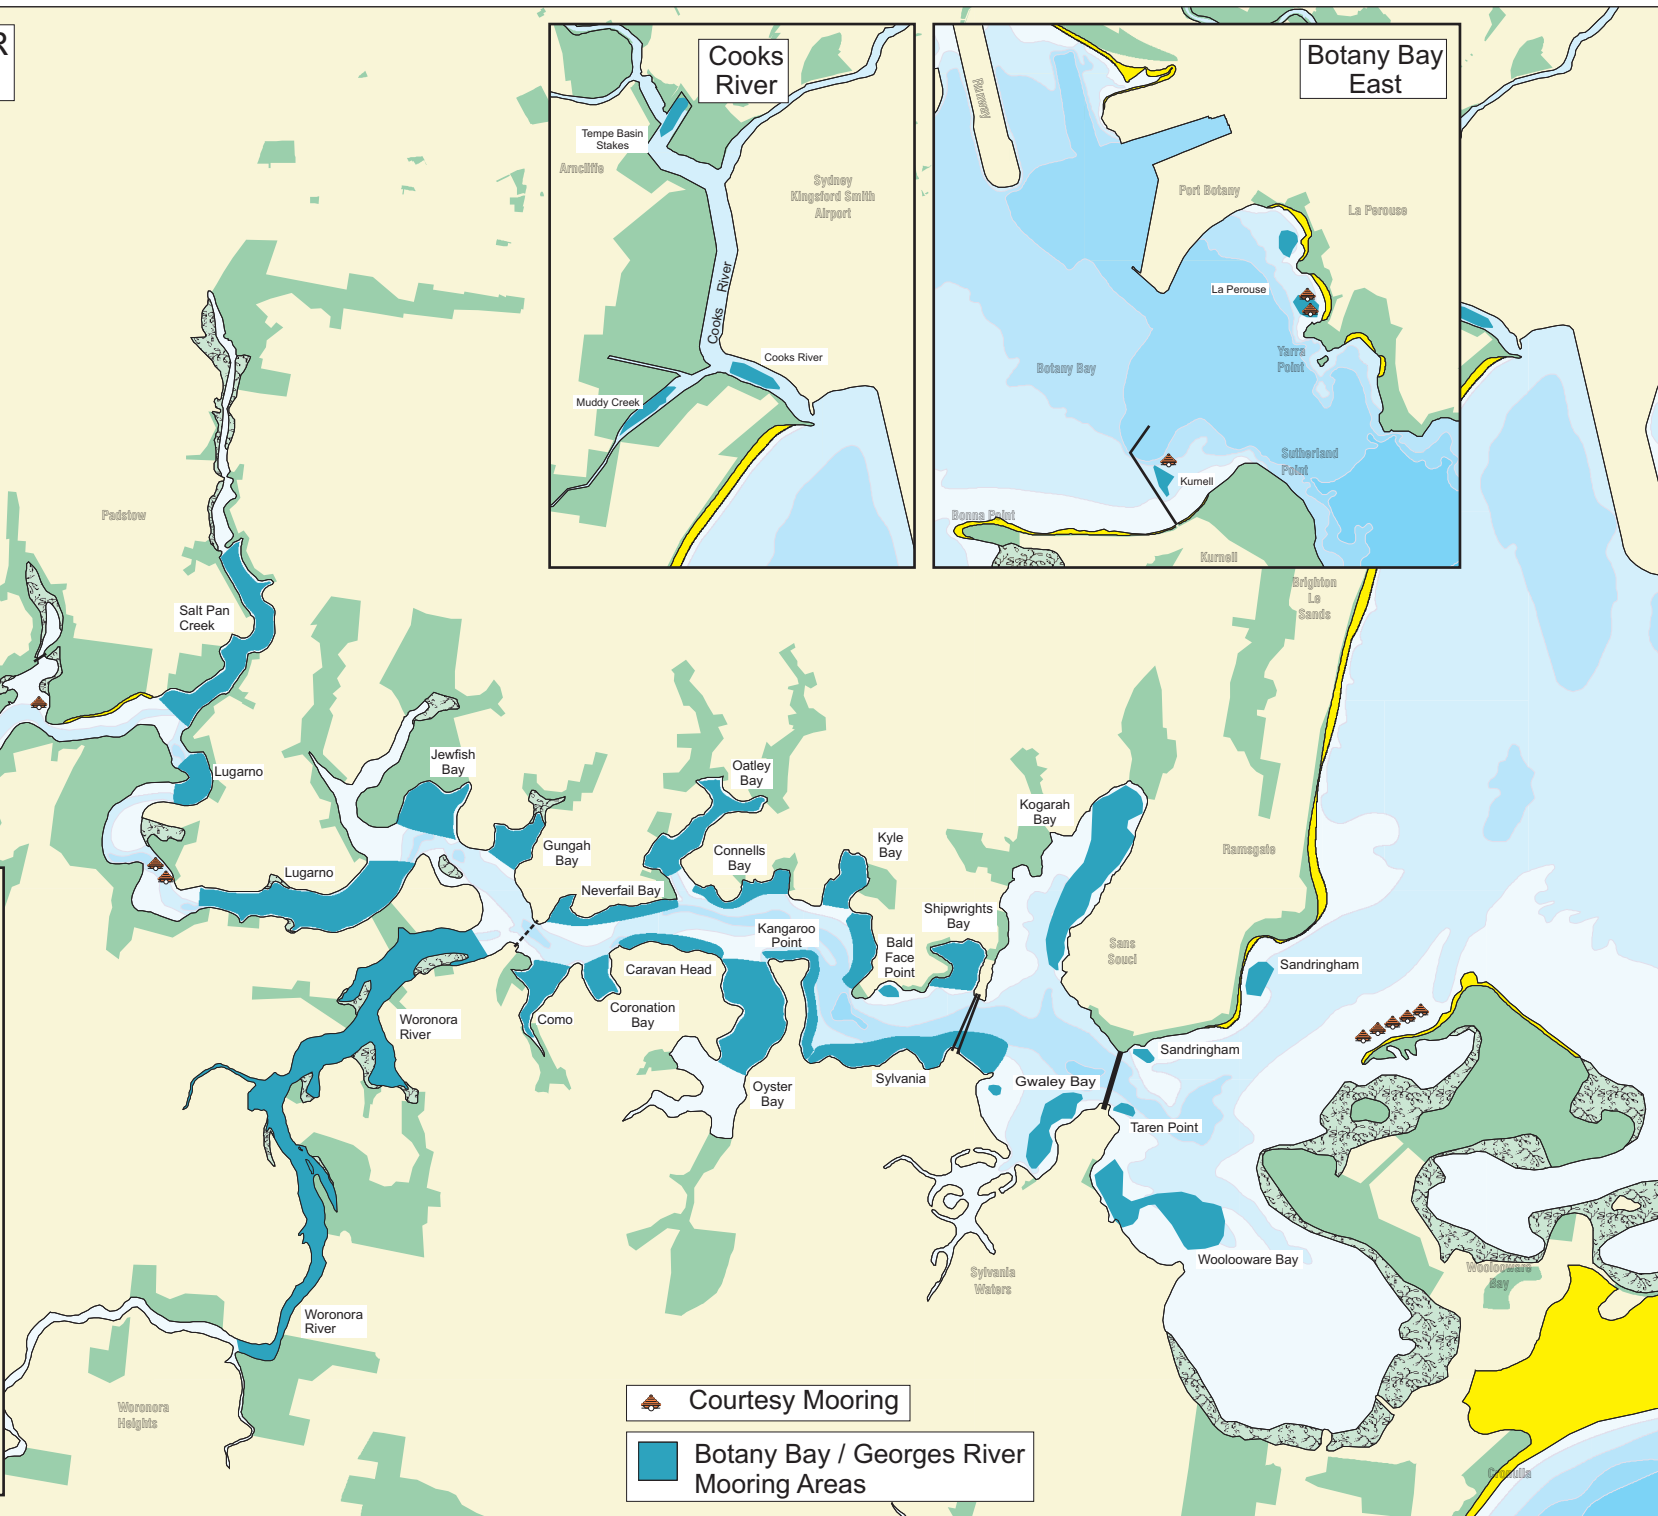 R
Cooks
River
Tempe Basin
Stakes
Arncliffe
Sydney
Kingsford Smith
Airport
Cooks River
Cooks River
Muddy Creek
Botany Bay
East
Runway
Port Botany
La Perouse
La Perouse
Yarra
Point
Botany Bay
Sutherland
Point
Kurnell
Bonna Point
Kurnell
Brighton
Le
Sands
Padstow
Salt Pan
Creek
Lugarno
Jewfish
Bay
Oatley
Bay
Kogarah
Bay
Gungah
Bay
Connells
Bay
Kyle
Bay
Ramsgate
Lugarno
Neverfail Bay
Shipwrights
Bay
Kangaroo
Point
Bald
Face
Point
Sans
Souci
Caravan Head
Sandringham
Coronation
Bay
Como
Woronora
River
Sandringham
Sylvania
Gwaley Bay
Oyster
Bay
Taren Point
Woolooware Bay
Sylvania
Waters
Woolooware
Bay
Woronora
River
Woronora
Heights
Courtesy Mooring
Botany Bay / Georges River
Mooring Areas
Cronulla